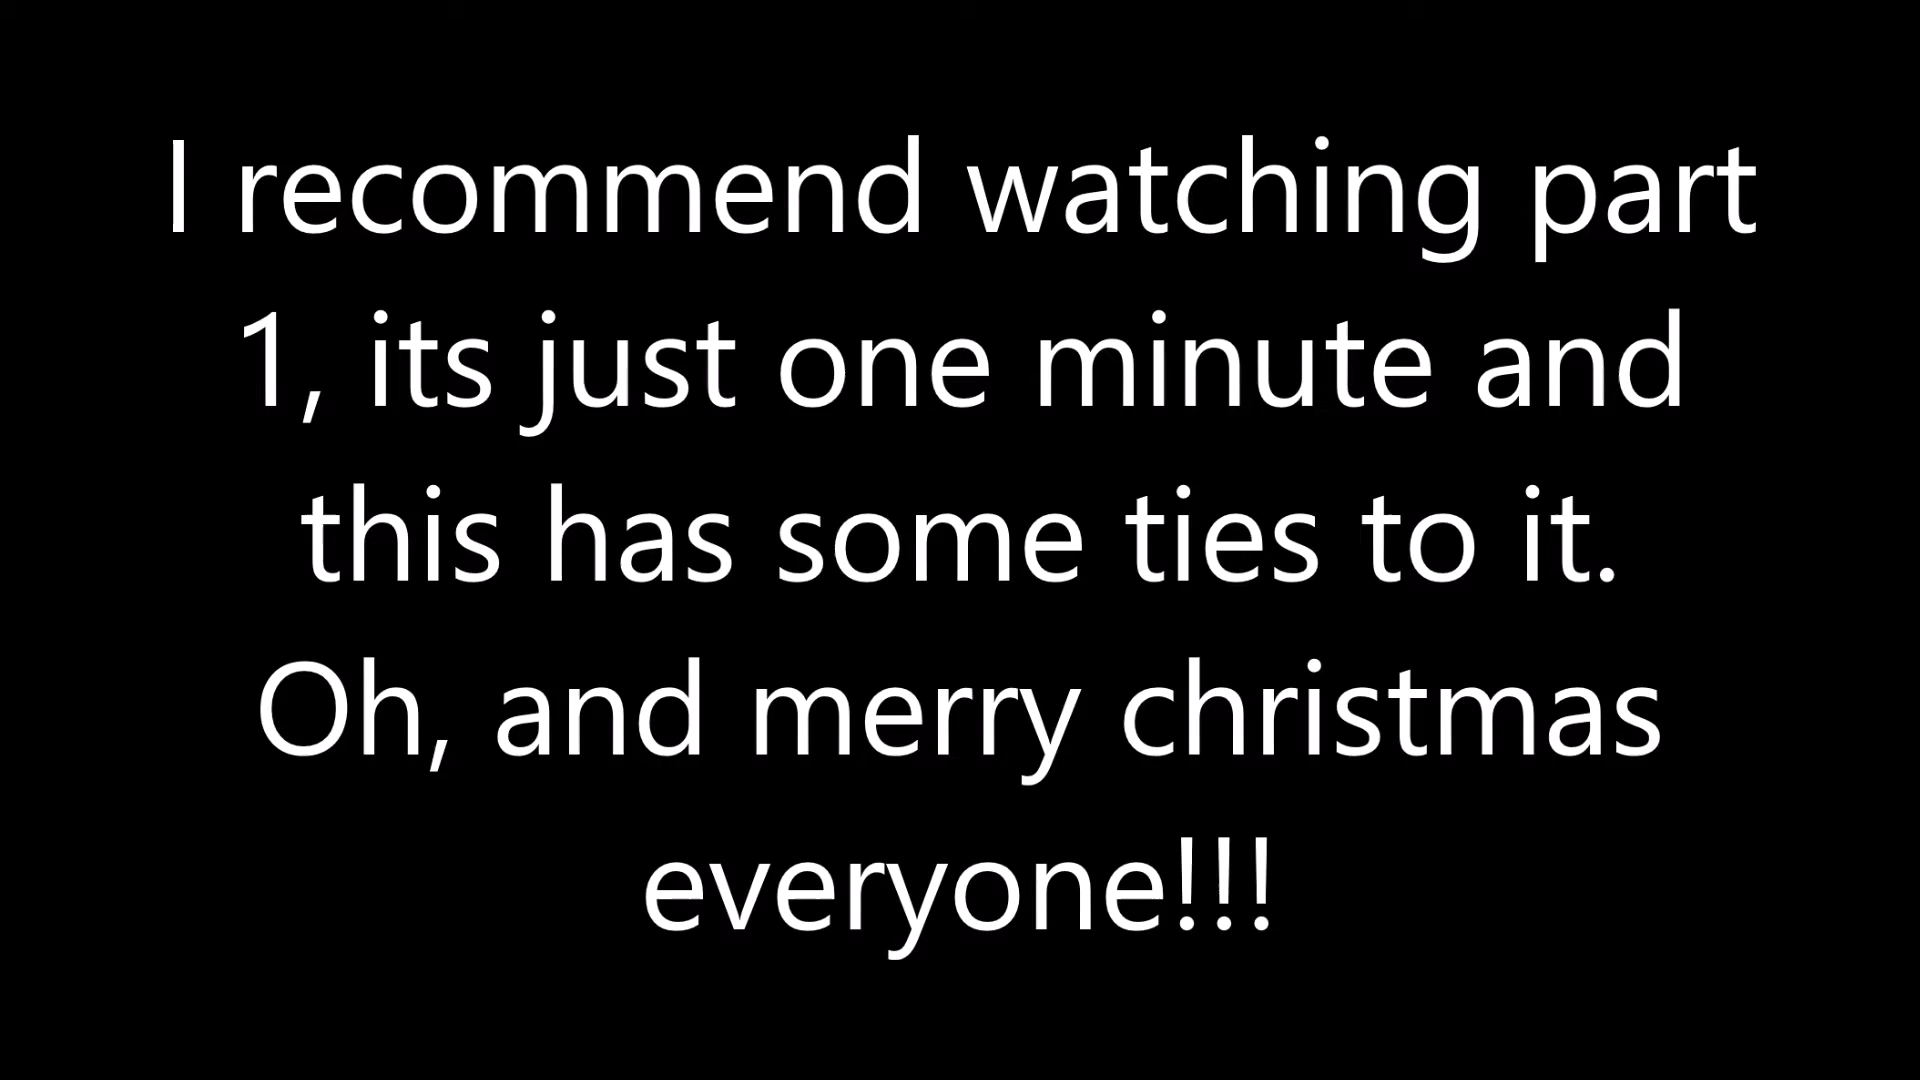 I recommend watching part
1, its just one minute and
this has some ties to it.
Oh, and merry christmas
everyone!!!